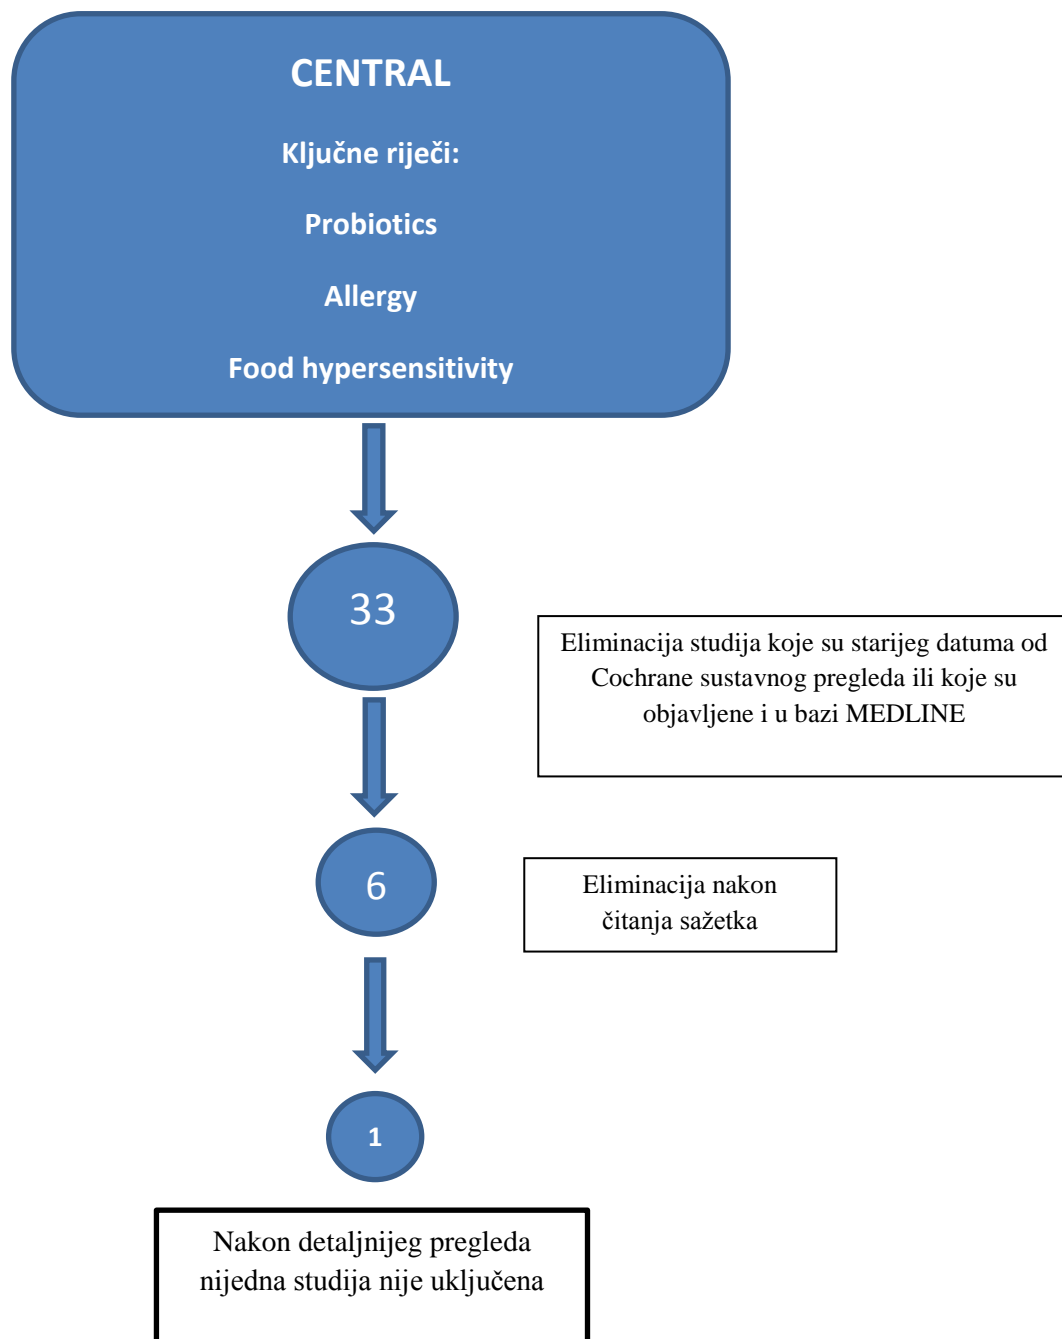 CENTRAL
Ključne riječi:
Probiotics
Allergy
Food hypersensitivity
33
Eliminacija studija koje su starijeg datuma od
Cochrane sustavnog pregleda ili koje su
objavljene i u bazi MEDLINE
6
Eliminacija nakon
čitanja sažetka
1
Nakon detaljnijeg pregleda
nijedna studija nije uključena